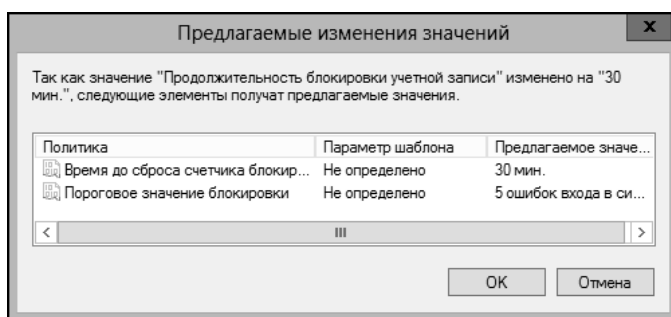 Предлагаемые изменения значений
x
Так как значение "Продолжительность блокировки учетной записи" изменено на "30
мин.", следующие элементы получат предлагаемые значения.
Политика Параметр шаблона Предлагаемое значе...
Время до сброса счетчика блокир... Не определено 30 мин.
Пороговое значение блокировки Не определено 5 ошибок входа в си...
OK Отмена